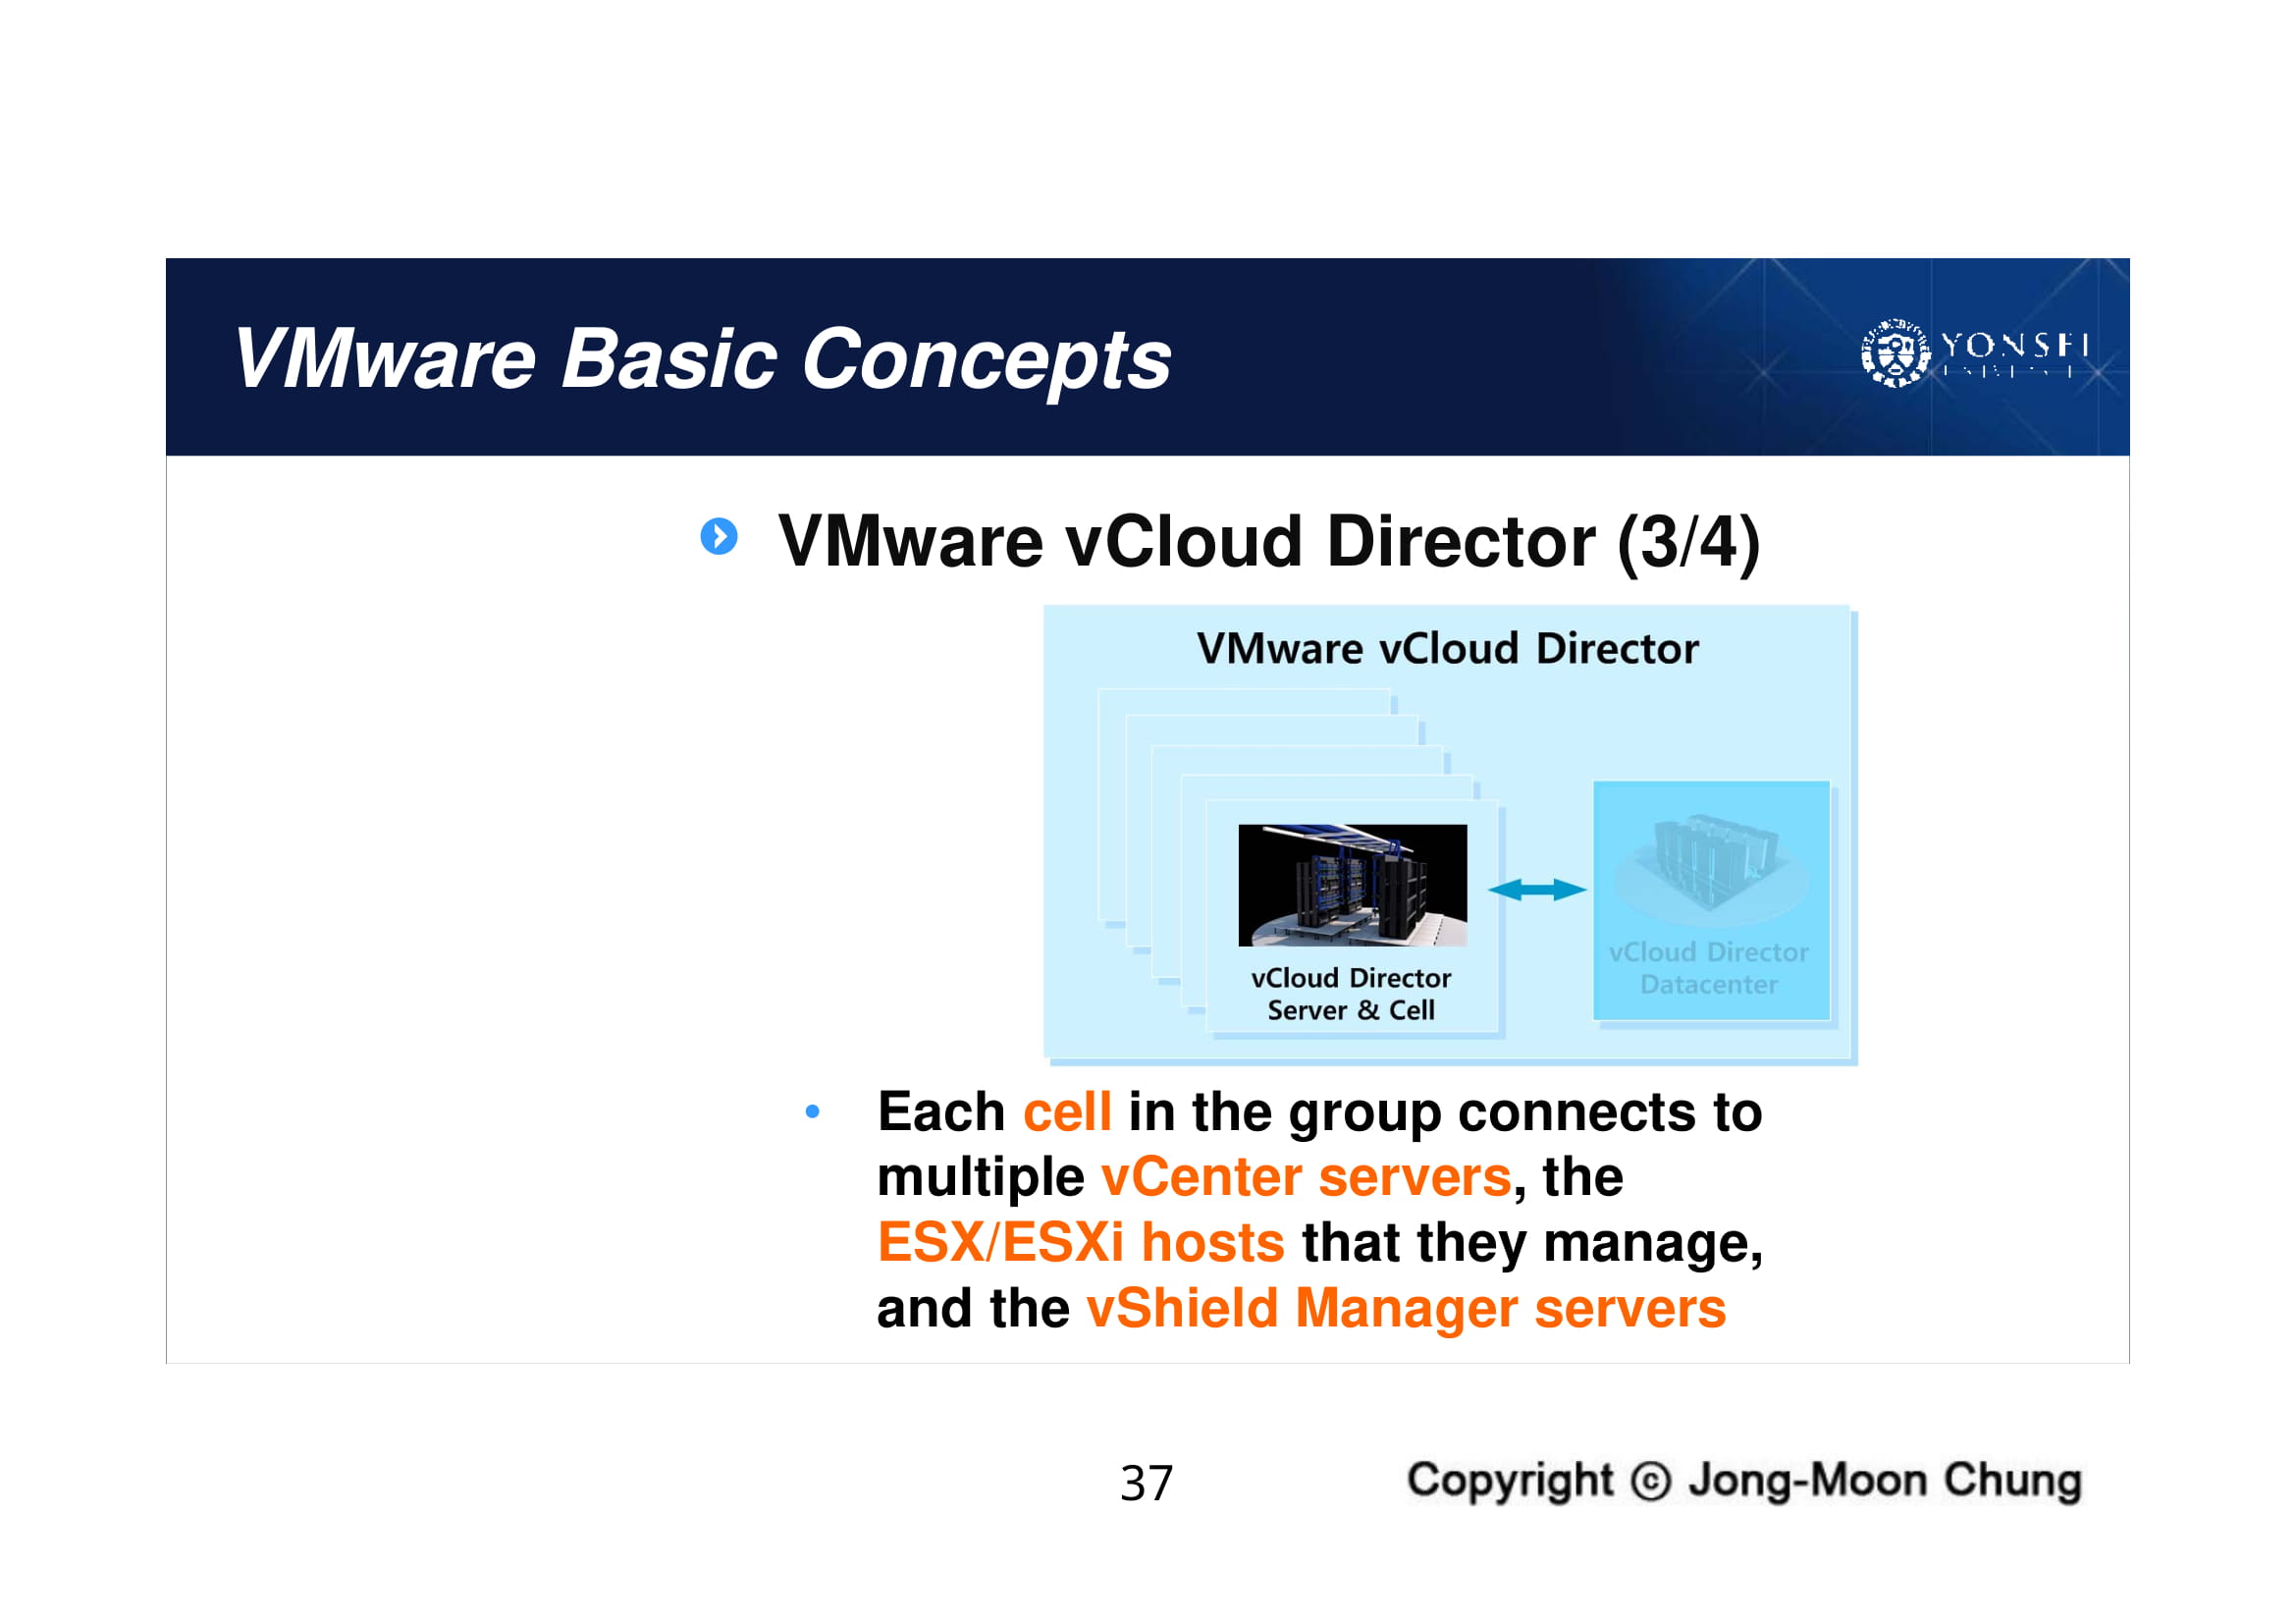 VMware Basic Concepts
YONSEI
VMware vCloud Director (3/4)
VMware vCloud Director
vCloud Director
Datacenter
vCloud Director
Server & Cell
• Each cell in the group connects to
multiple vCenter servers, the
ESX/ESXi hosts that they manage,
and the vShield Manager servers
37
Copyright © Jong-Moon Chung